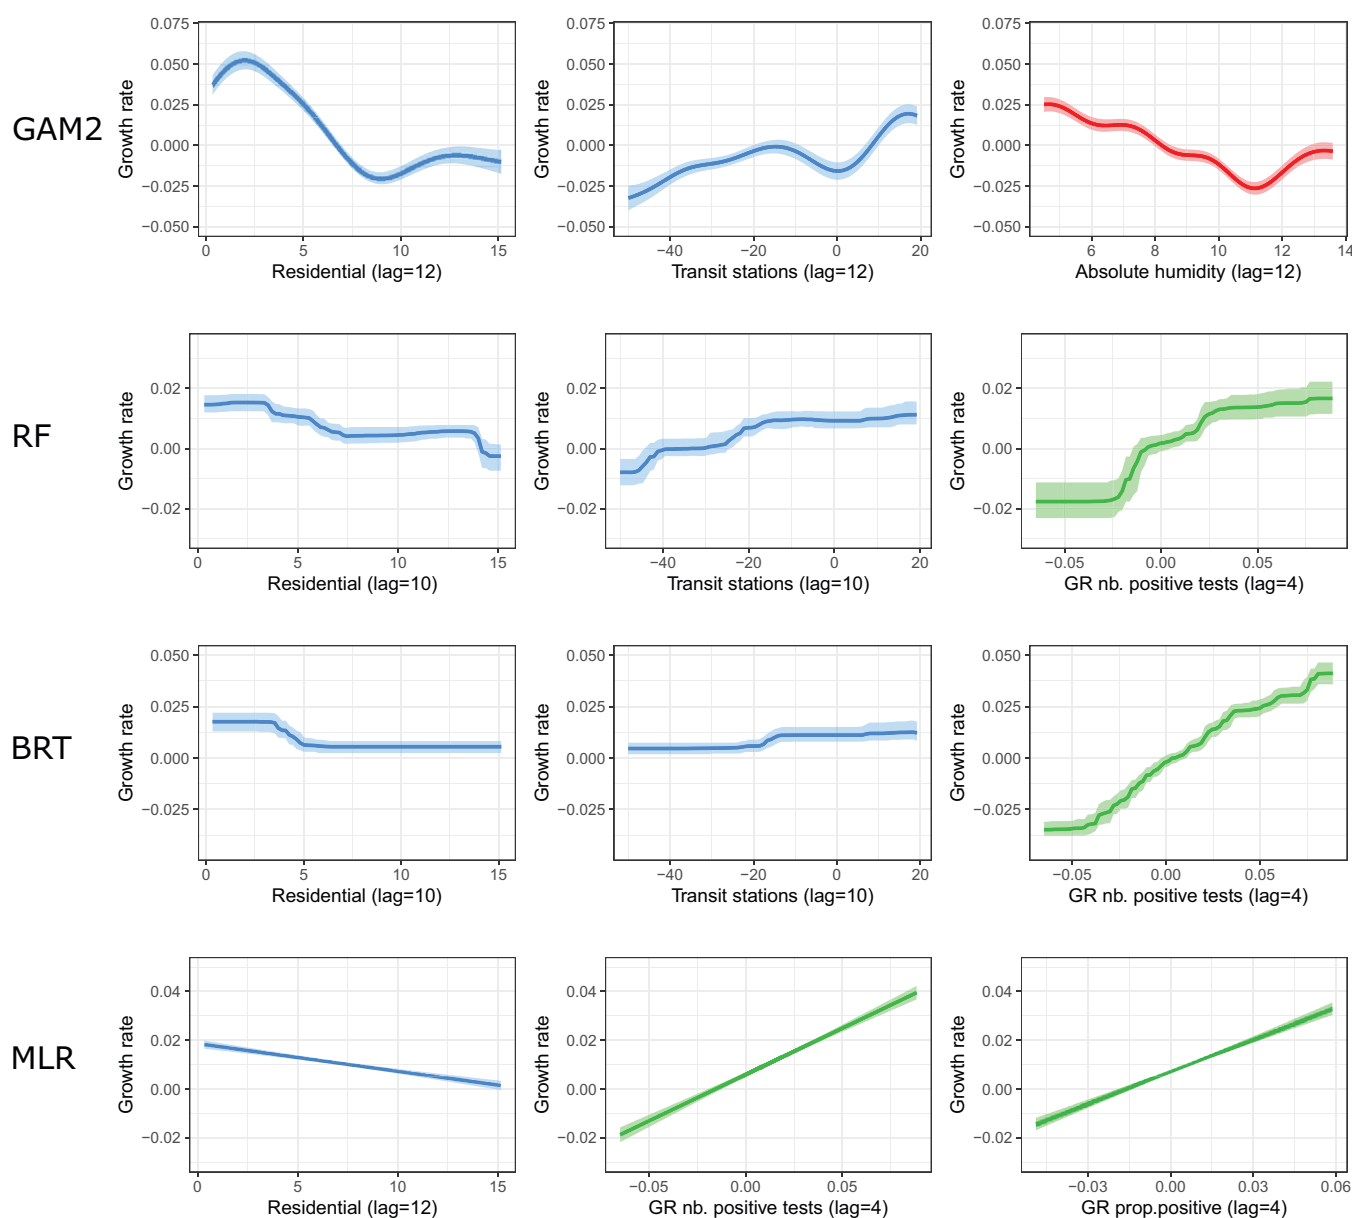 GAM2
Growth rate
0.075
0.050
0.025
0.000
−0.025
−0.050
0 5 10 15
Residential (lag=12)
Growth rate
0.075
0.050
0.025
0.000
−0.025
−0.050
−40 −20 0 20
Transit stations (lag=12)
Growth rate
0.075
0.050
0.025
0.000
−0.025
−0.050
6 8 10 12 14
Absolute humidity (lag=12)
RF
Growth rate
0.02
0.00
−0.02
0 5 10 15
Residential (lag=10)
Growth rate
0.02
0.00
−0.02
−40 −20 0 20
Transit stations (lag=10)
Growth rate
0.02
0.00
−0.02
−0.05 0.00 0.05
GR nb. positive tests (lag=4)
BRT
Growth rate
0.050
0.025
0.000
−0.025
0 5 10 15
Residential (lag=10)
Growth rate
0.050
0.025
0.000
−0.025
−40 −20 0 20
Transit stations (lag=10)
Growth rate
0.050
0.025
0.000
−0.025
−0.05 0.00 0.05
GR nb. positive tests (lag=4)
MLR
Growth rate
0.04
0.02
0.00
−0.02
0 5 10 15
Residential (lag=12)
Growth rate
0.04
0.02
0.00
−0.02
−0.05 0.00 0.05
GR nb. positive tests (lag=4)
Growth rate
0.04
0.02
0.00
−0.02
−0.03 0.00 0.03 0.06
GR prop.positive (lag=4)